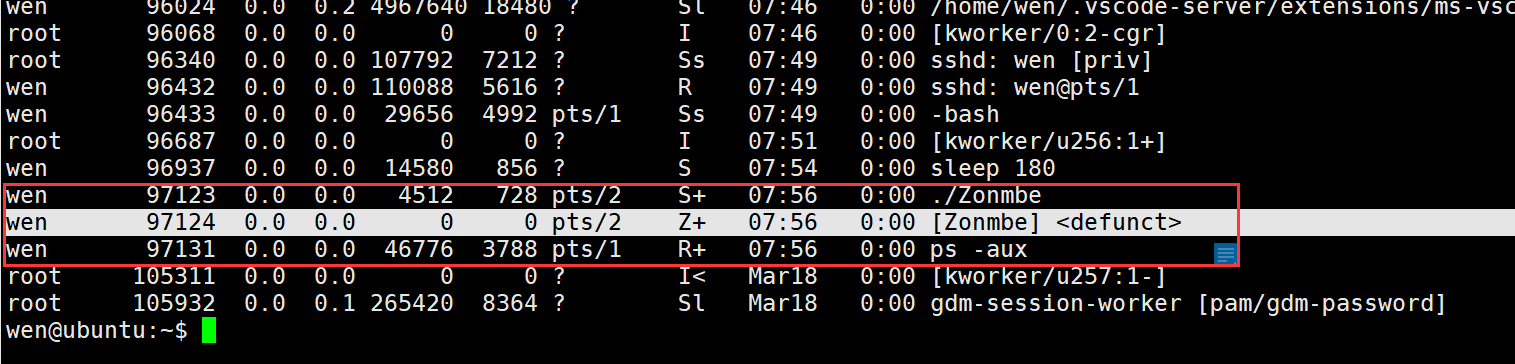 wen 96024 0.0 0.2 4967640 18480 ? Sl 07:46 0:00 /home/wen/.vscode-server/extensions/ms-vsc
root 96068 0.0 0.0 0 0 ? I 07:46 0:00 [kworker/0:2-cgr]
root 96340 0.0 0.0 107792 7212 ? Ss 07:49 0:00 sshd: wen [priv]
wen 96432 0.0 0.0 110088 5616 ? R 07:49 0:00 sshd: wen@pts/1
wen 96433 0.0 0.0 29656 4992 pts/1 Ss 07:49 0:00 -bash
root 96687 0.0 0.0 0 0 ? I 07:51 0:00 [kworker/u256:1+]
wen 96937 0.0 0.0 14580 856 ? S 07:54 0:00 sleep 180
wen 97123 0.0 0.0 4512 728 pts/2 S+ 07:56 0:00 ./Zonmbe
wen 97124 0.0 0.0 0 0 pts/2 Z+ 07:56 0:00 [Zonmbe] <defunct>
wen 97131 0.0 0.0 46776 3788 pts/1 R+ 07:56 0:00 ps -aux
root 105311 0.0 0.0 0 0 ? I< Mar18 0:00 [kworker/u257:1-]
root 105932 0.0 0.1 265420 8364 ? Sl Mar18 0:00 gdm-session-worker [pam/gdm-password]
wen@ubuntu:~$